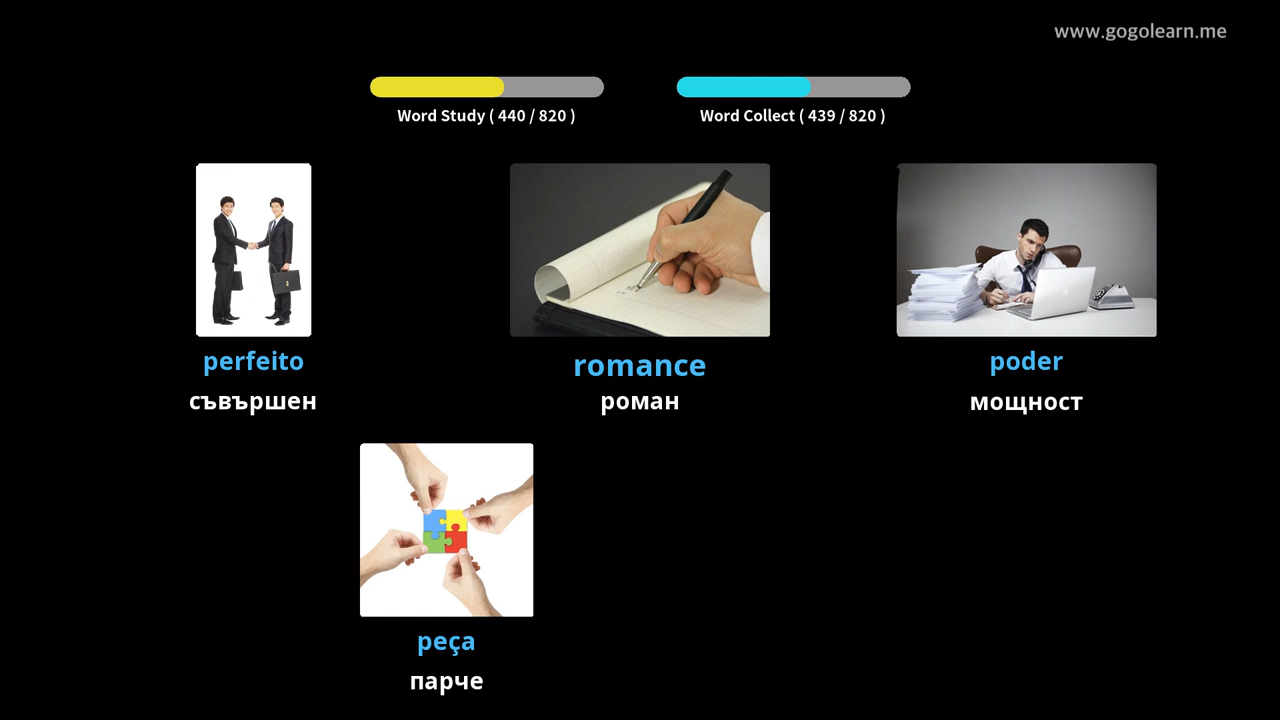 www.gogolearn.me
Word Study ( 440 / 820 )
Word Collect ( 439 / 820 )
perfeito
съвършен
romance
роман
poder
мощност
peça
парче